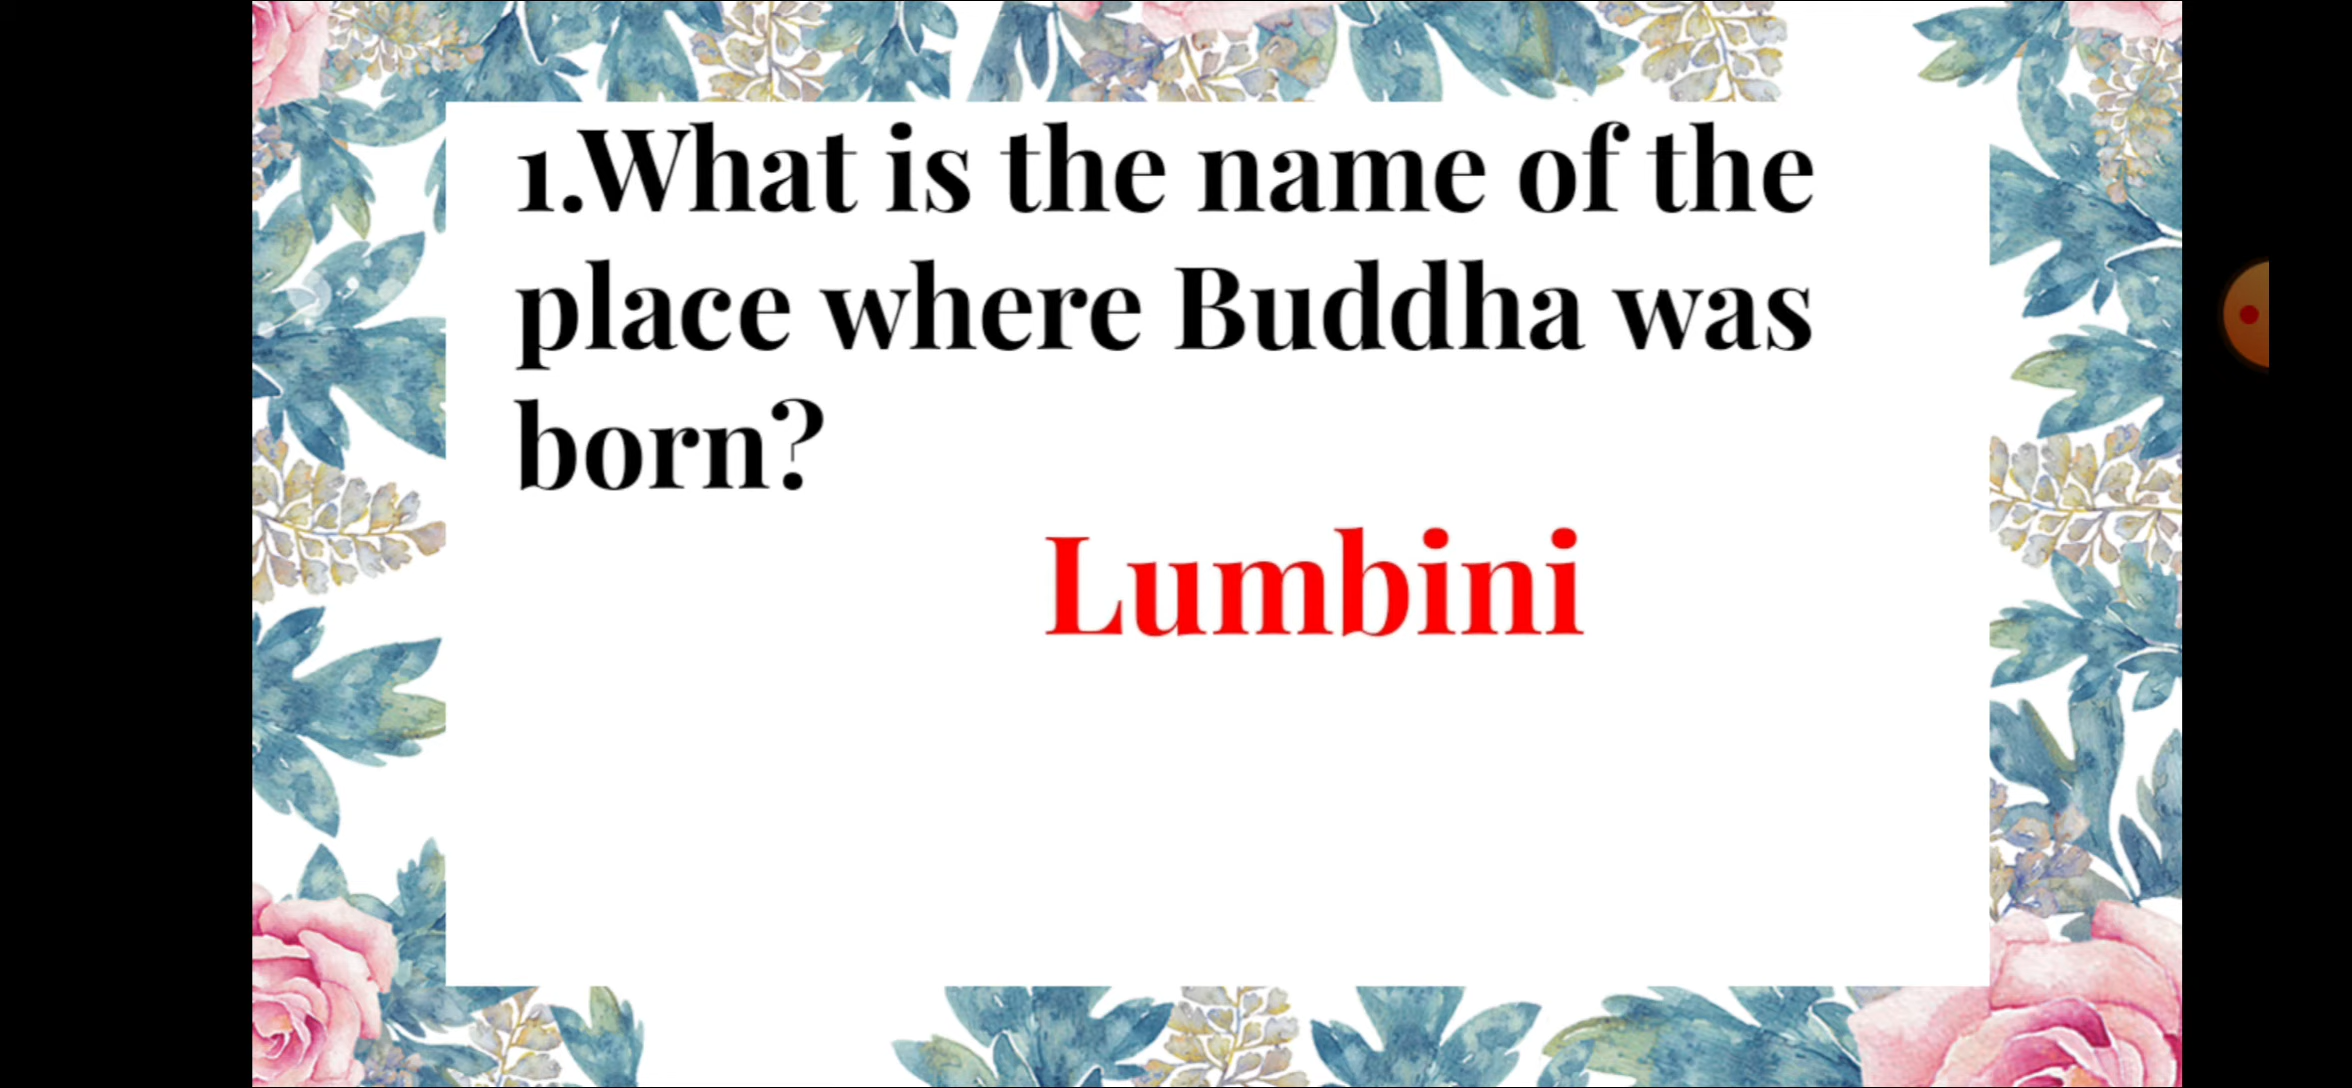 1.What is the name of the
place where Buddha was
born?
Lumbini